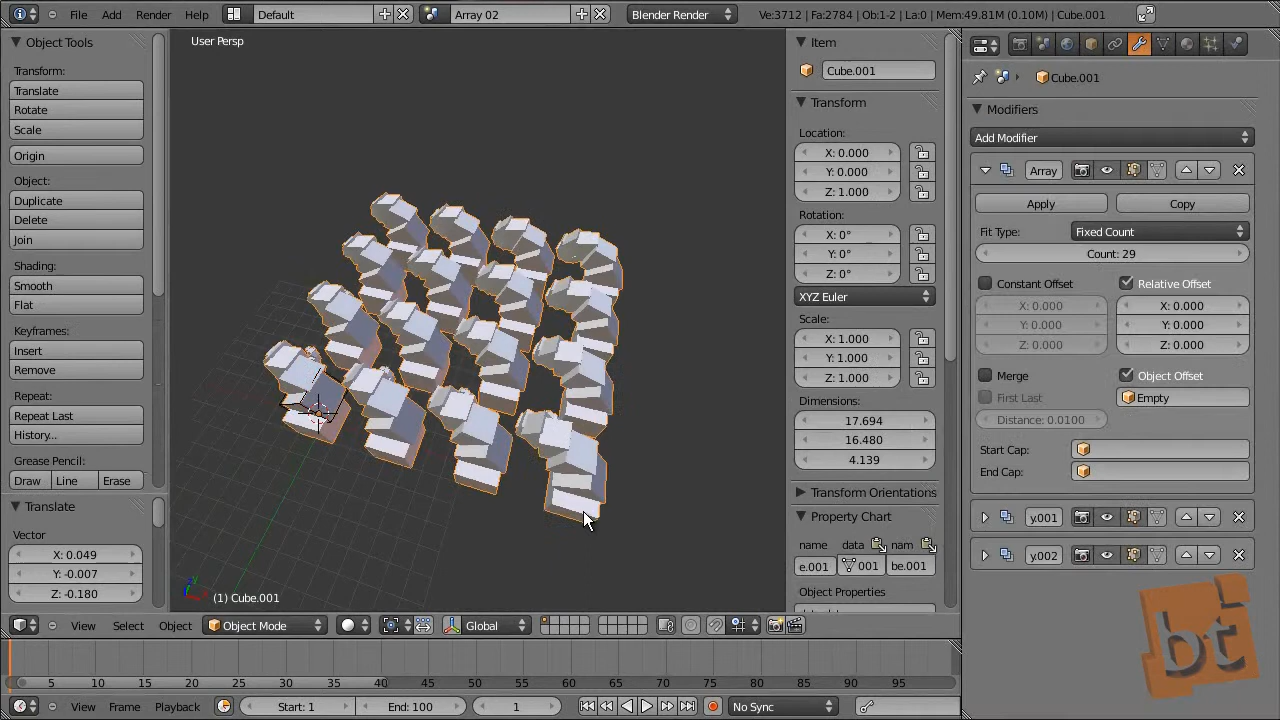 File Add Render Help Default Array 02 Blender Render Ve:3712 | Fa:2784 | Ob:1-2 | La:0 | Mem:49.81M (0.10M) | Cube.001
Object Tools
Transform:
Translate
Rotate
Scale
Origin
Object:
Duplicate
Delete
Join
Shading:
Smooth
Flat
Keyframes:
Insert
Remove
Repeat:
Repeat Last
History...
Grease Pencil:
Draw Line Erase
Translate
Vector
X: 0.049
Y: -0.007
Z: -0.180
User Persp
(1) Cube.001
Item
Cube.001
Transform
Location:
X: 0.000
Y: 0.000
Z: 1.000
Rotation:
X: 0°
Y: 0°
Z: 0°
XYZ Euler
Scale:
X: 1.000
Y: 1.000
Z: 1.000
Dimensions:
17.694
16.480
4.139
Transform Orientations
Property Chart
name data nam
e.001 001 be.001
Object Properties
Cube.001
Modifiers
Add Modifier
Array
Apply Copy
Fit Type: Fixed Count
Count: 29
Constant Offset Relative Offset
X: 0.000 X: 0.000
Y: 0.000 Y: 0.000
Z: 0.000 Z: 0.000
Merge Object Offset
First Last Empty
Distance: 0.0100
Start Cap:
End Cap:
y.001
y.002
View Select Object Object Mode Global
5 10 15 20 25 30 35 40 45 50 55 60 65 70 75 80 85 90 95
View Frame Playback Start: 1 End: 100 1 No Sync
bt